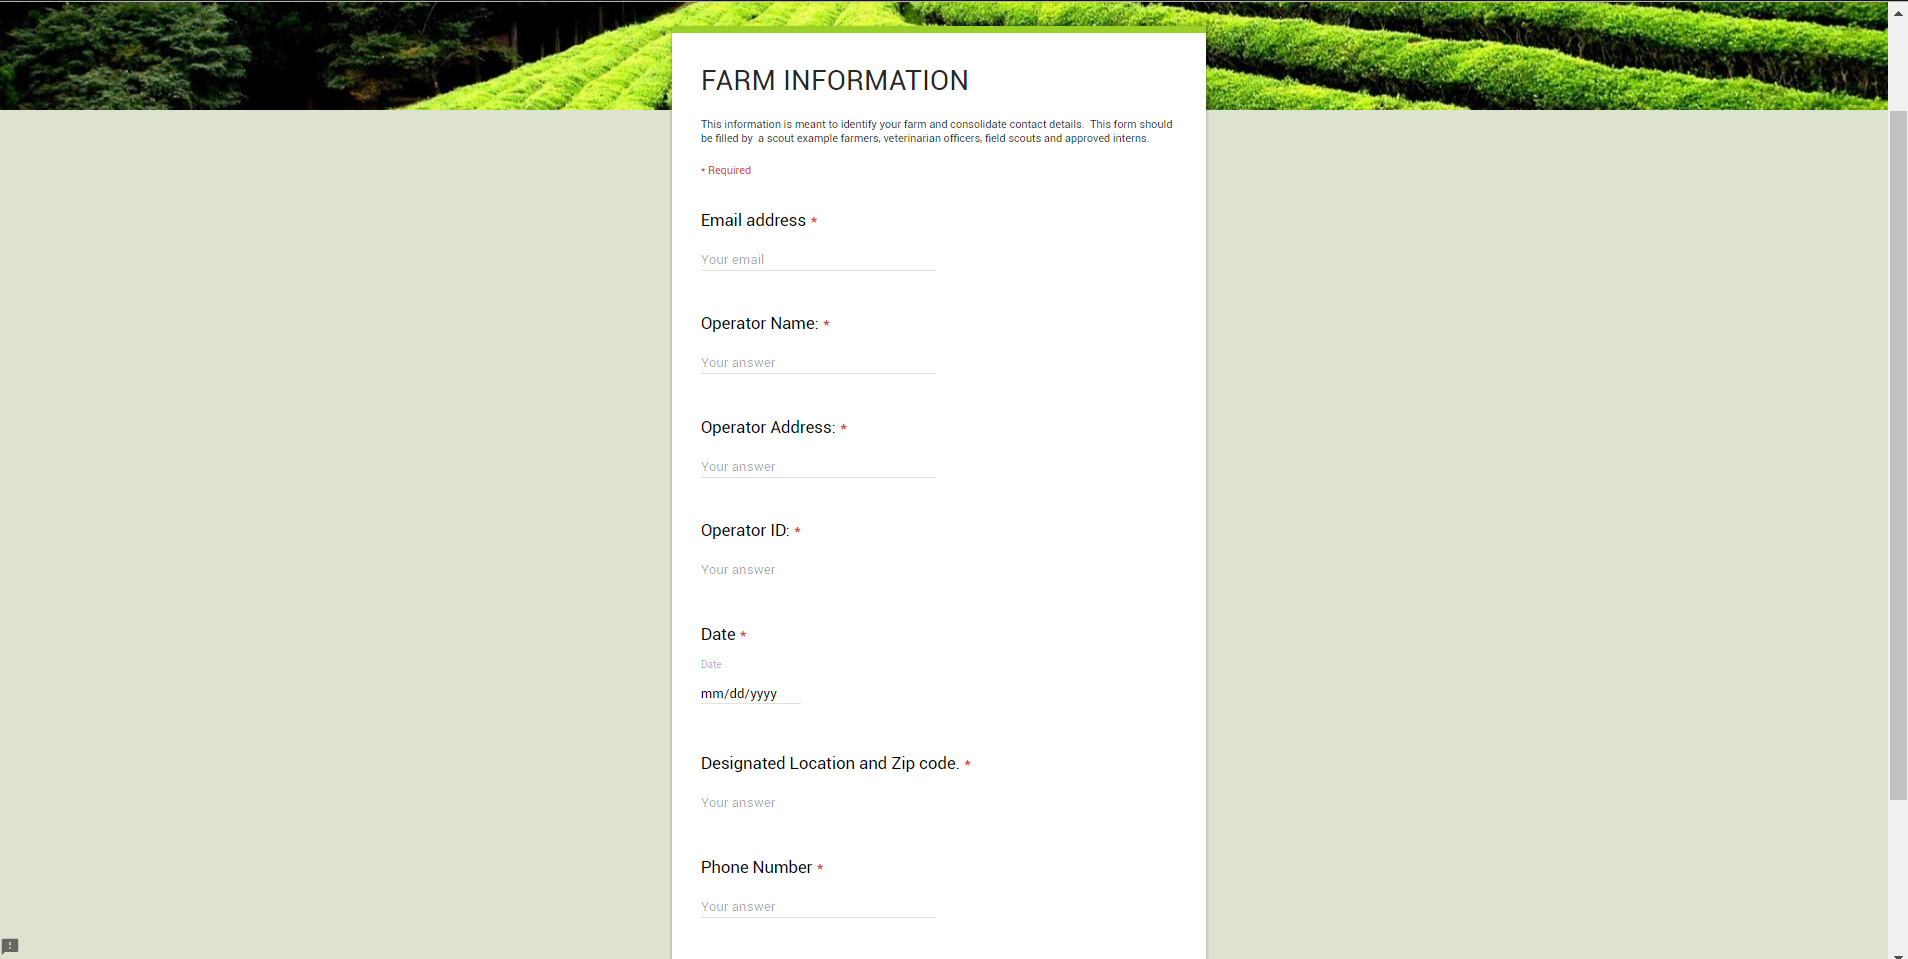 FARM INFORMATION
This information is meant to identify your farm and consolidate contact details.  This form should
be filled by  a scout example farmers, veterinarian officers, field scouts and approved interns.
* Required
Email address *
Your email
Operator Name: *
Your answer
Operator Address: *
Your answer
Operator ID: *
Your answer
Date *
Date
mm/dd/yyyy
Designated Location and Zip code. *
Your answer
Phone Number *
Your answer